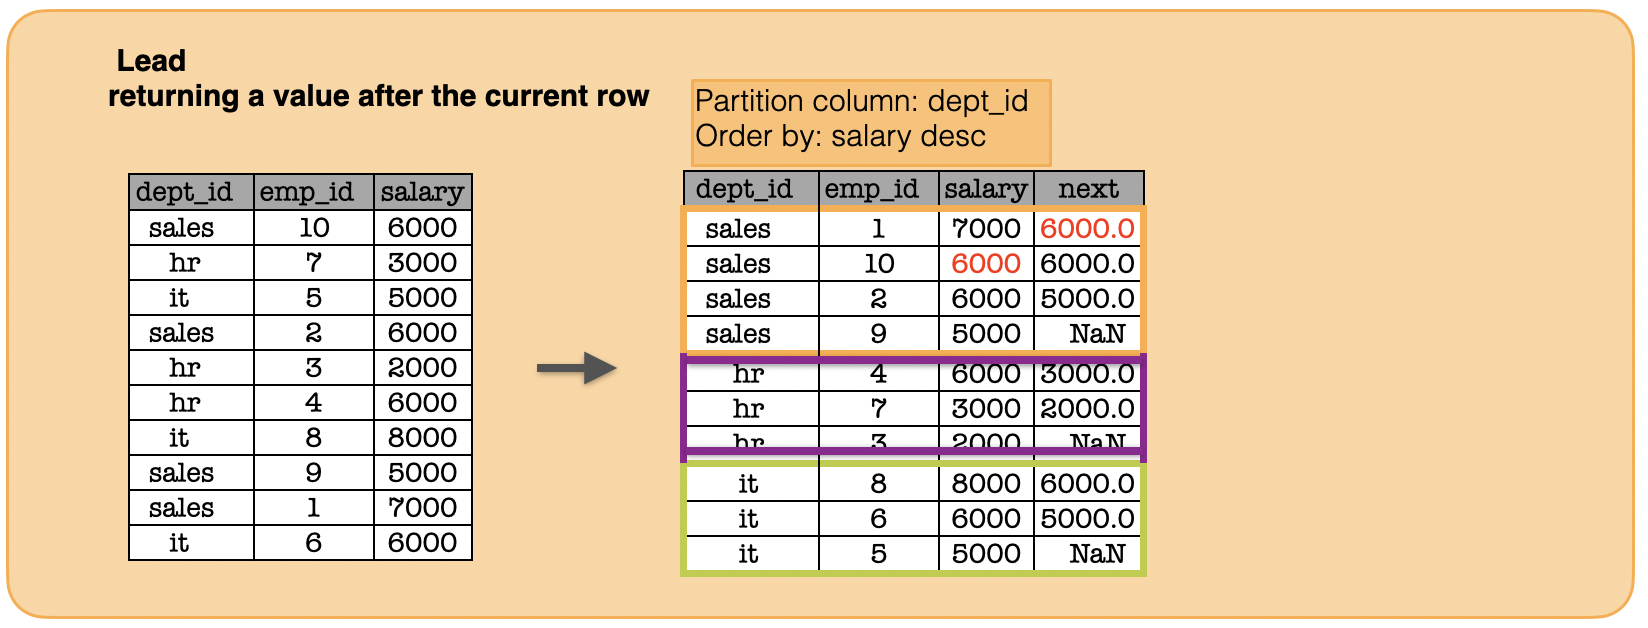 Lead
returning a value after the current row
Partition column: dept_id
Order by: salary desc
dept_id emp_id salary
sales 10 6000
hr 7 3000
it 5 5000
sales 2 6000
hr 3 2000
hr 4 6000
it 8 8000
sales 9 5000
sales 1 7000
it 6 6000
dept_id emp_id salary next
sales 1 7000 6000.0
sales 10 6000 6000.0
sales 2 6000 5000.0
sales 9 5000 NaN
hr 4 6000 3000.0
hr 7 3000 2000.0
hr 3 2000 NaN
it 8 8000 6000.0
it 6 6000 5000.0
it 5 5000 NaN